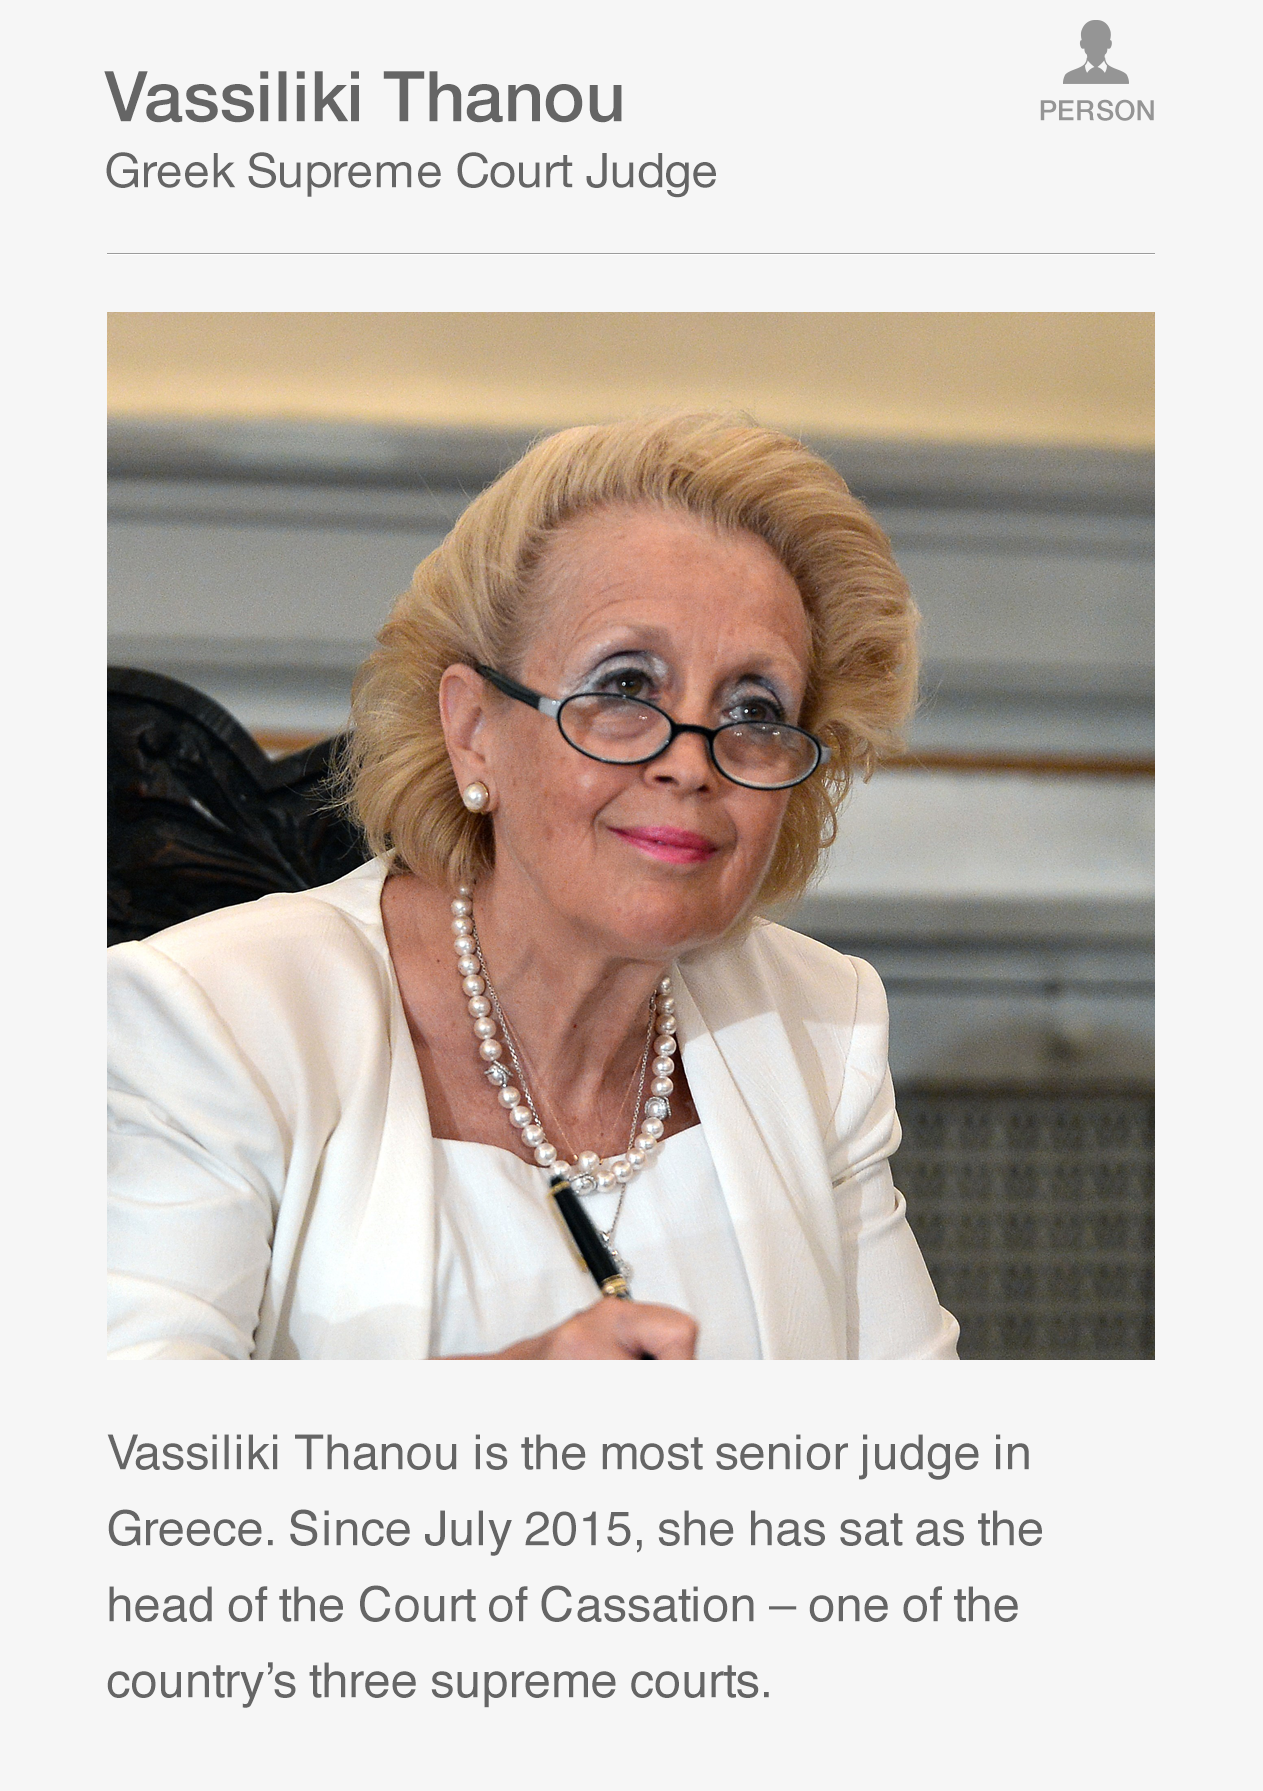 Vassiliki Thanou
Greek Supreme Court Judge
PERSON
Vassiliki Thanou is the most senior judge in
Greece. Since July 2015, she has sat as the
head of the Court of Cassation – one of the
country’s three supreme courts.